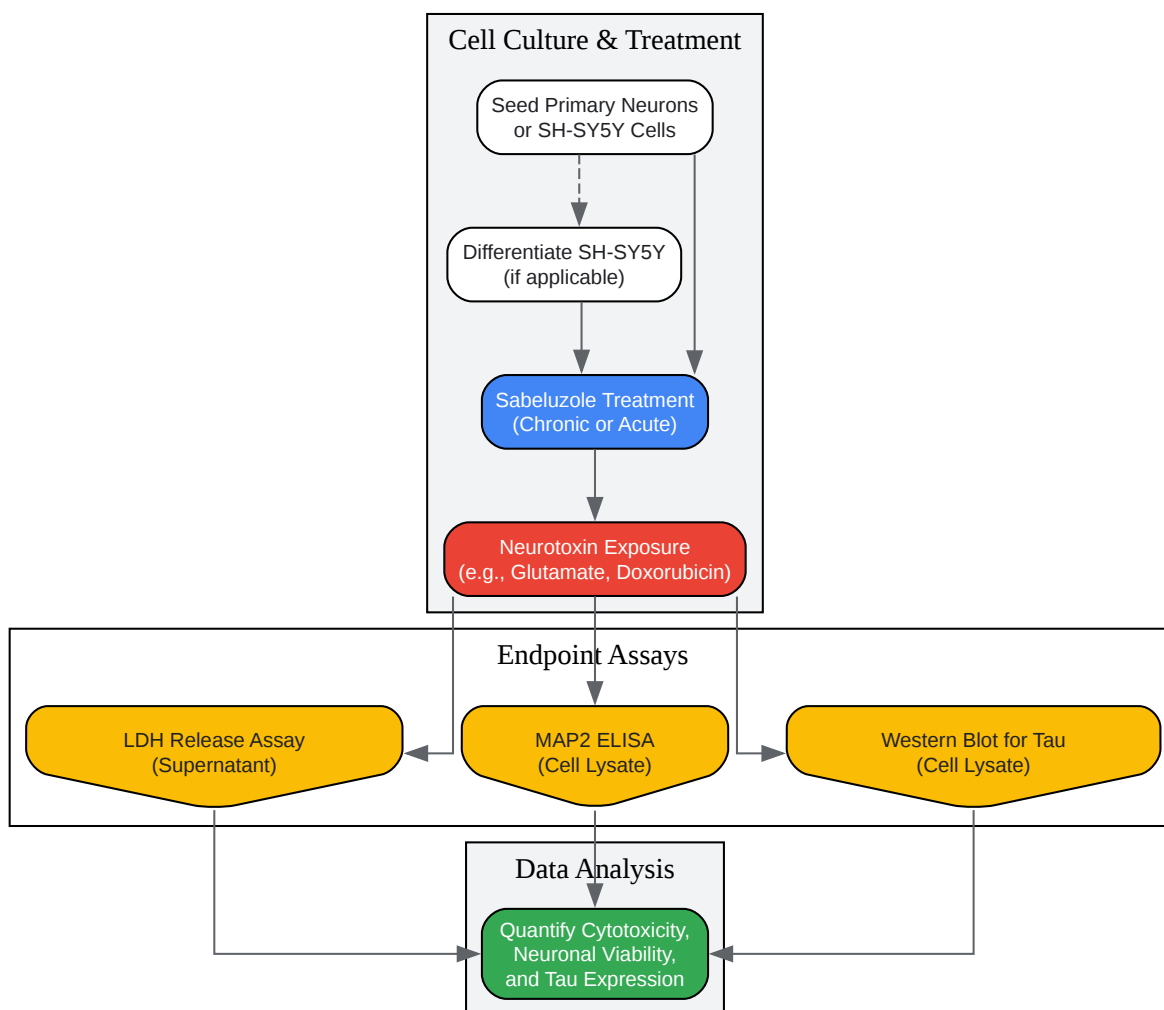 Cell Culture & Treatment
Seed Primary Neurons
or SH-SY5Y Cells
Differentiate SH-SY5Y
(if applicable)
Sabeluzole Treatment
(Chronic or Acute)
Neurotoxin Exposure
(e.g., Glutamate, Doxorubicin)
Endpoint Assays
LDH Release Assay
(Supernatant)
MAP2 ELISA
(Cell Lysate)
Western Blot for Tau
(Cell Lysate)
Data Analysis
Quantify Cytotoxicity,
Neuronal Viability,
and Tau Expression